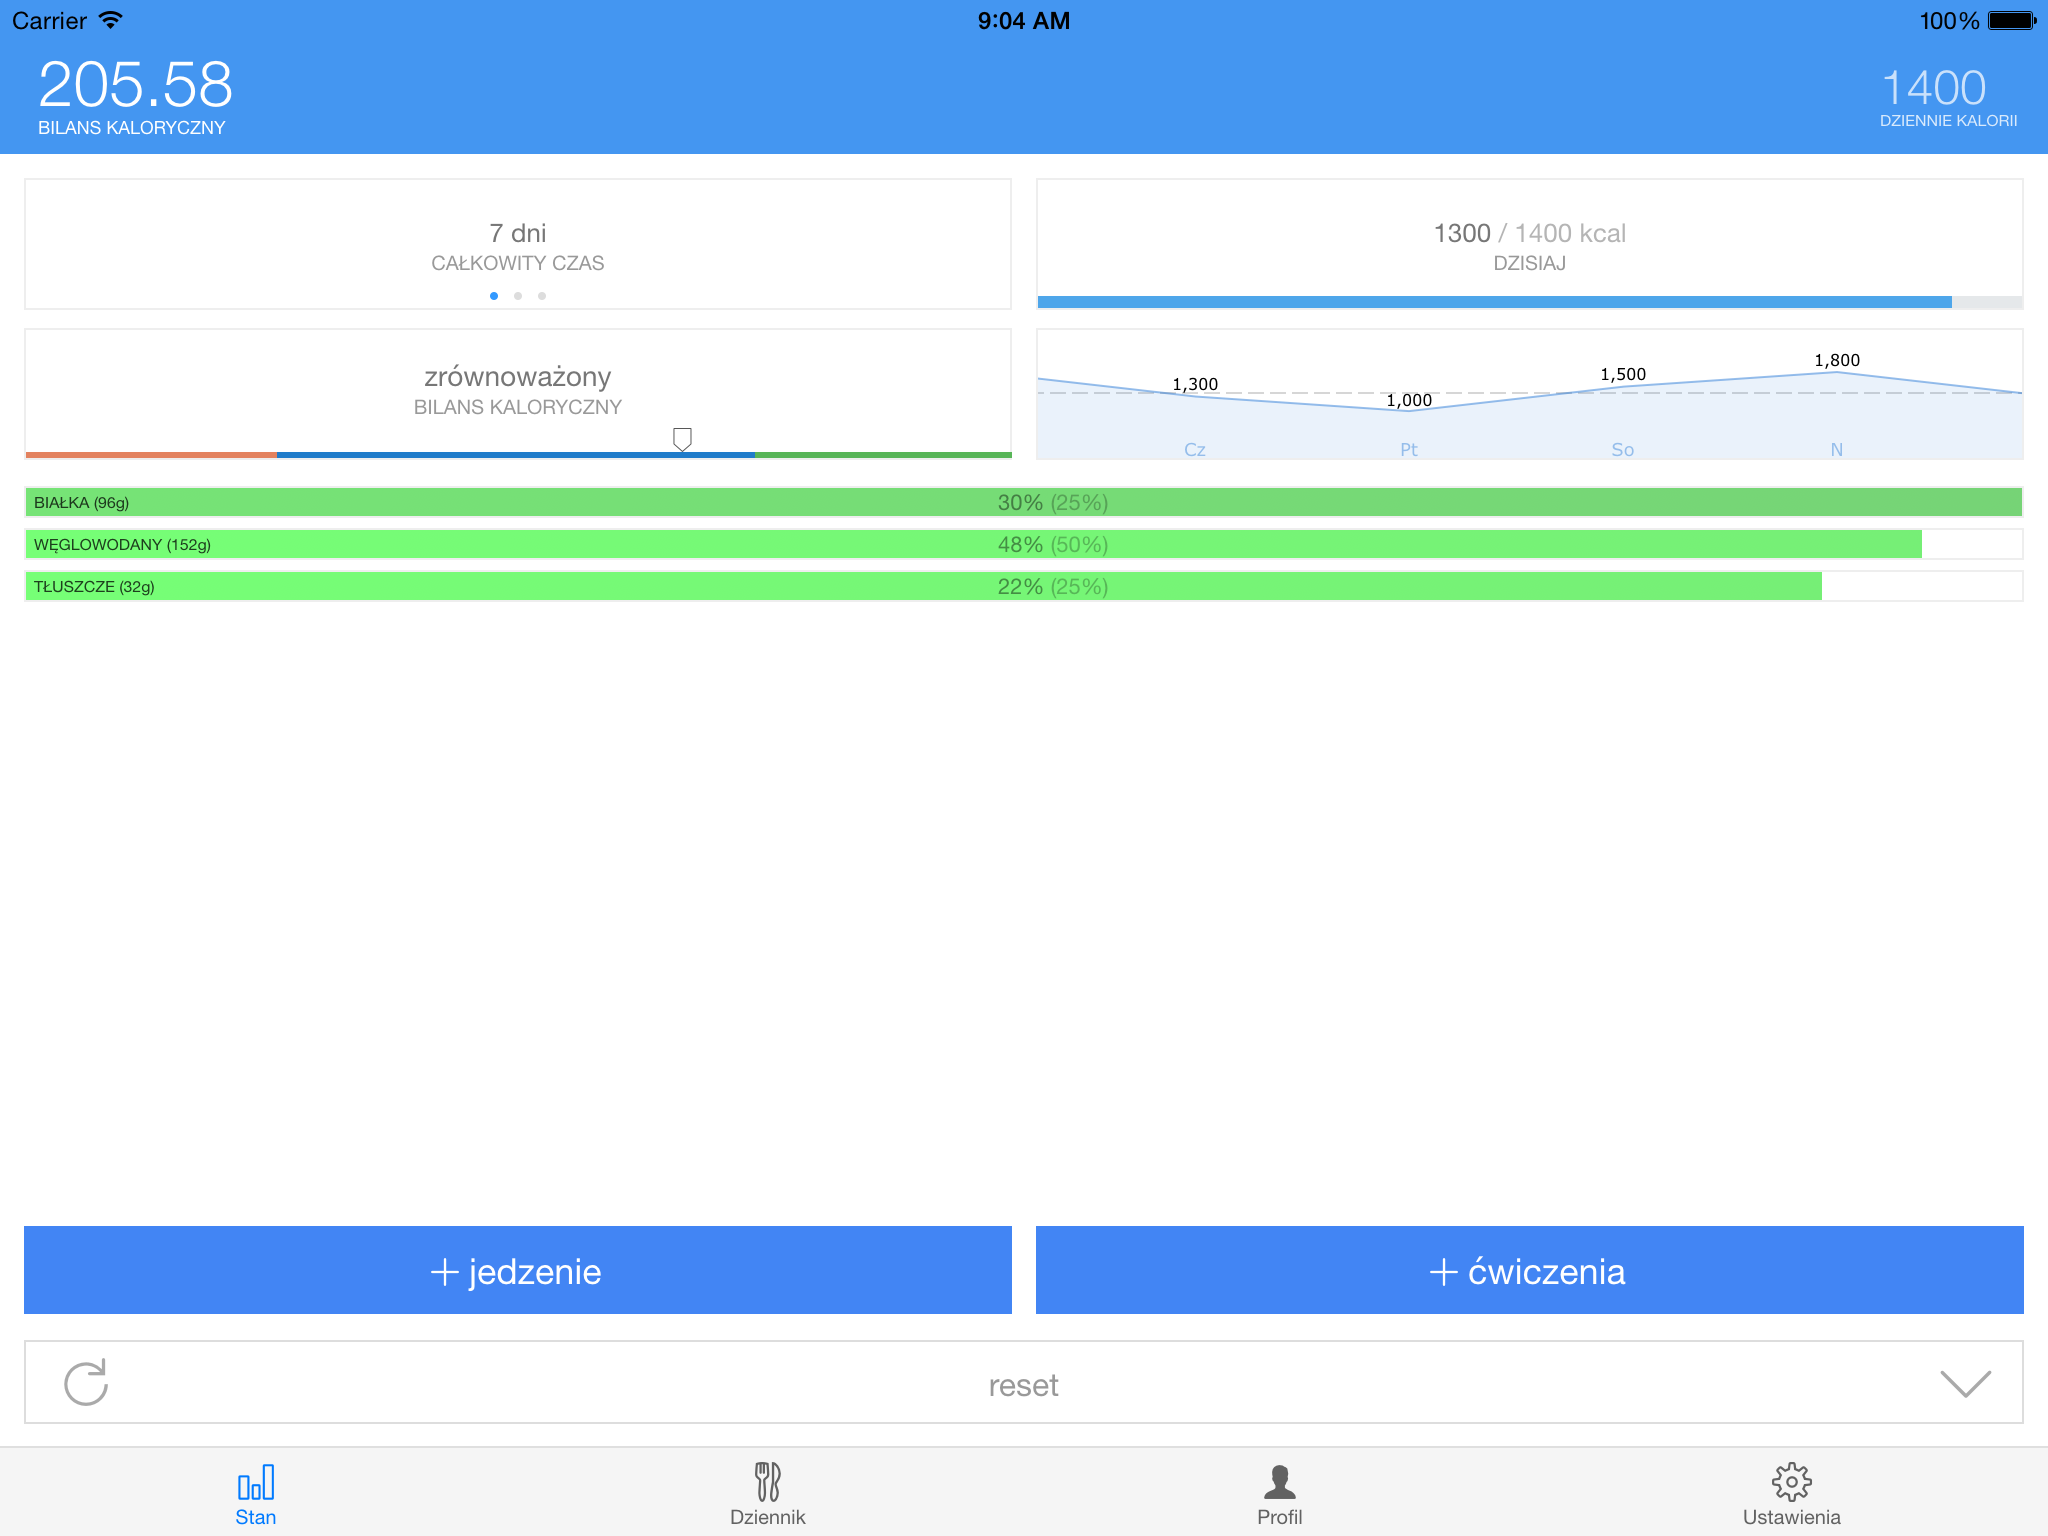 Carrier 9:04 AM 100%
205.58
BILANS KALORYCZNY
1400
DZIENNIE KALORII
7 dni
CAŁKOWITY CZAS
1300 / 1400 kcal
DZISIAJ
zrównoważony
BILANS KALORYCZNY
1,300 1,000 1,500 1,800
Cz Pt So N
BIAŁKA (96g) 30% (25%)
WĘGLOWODANY (152g) 48% (50%)
TŁUSZCZE (32g) 22% (25%)
+ jedzenie
+ ćwiczenia
reset
Stan Dziennik Profil Ustawienia